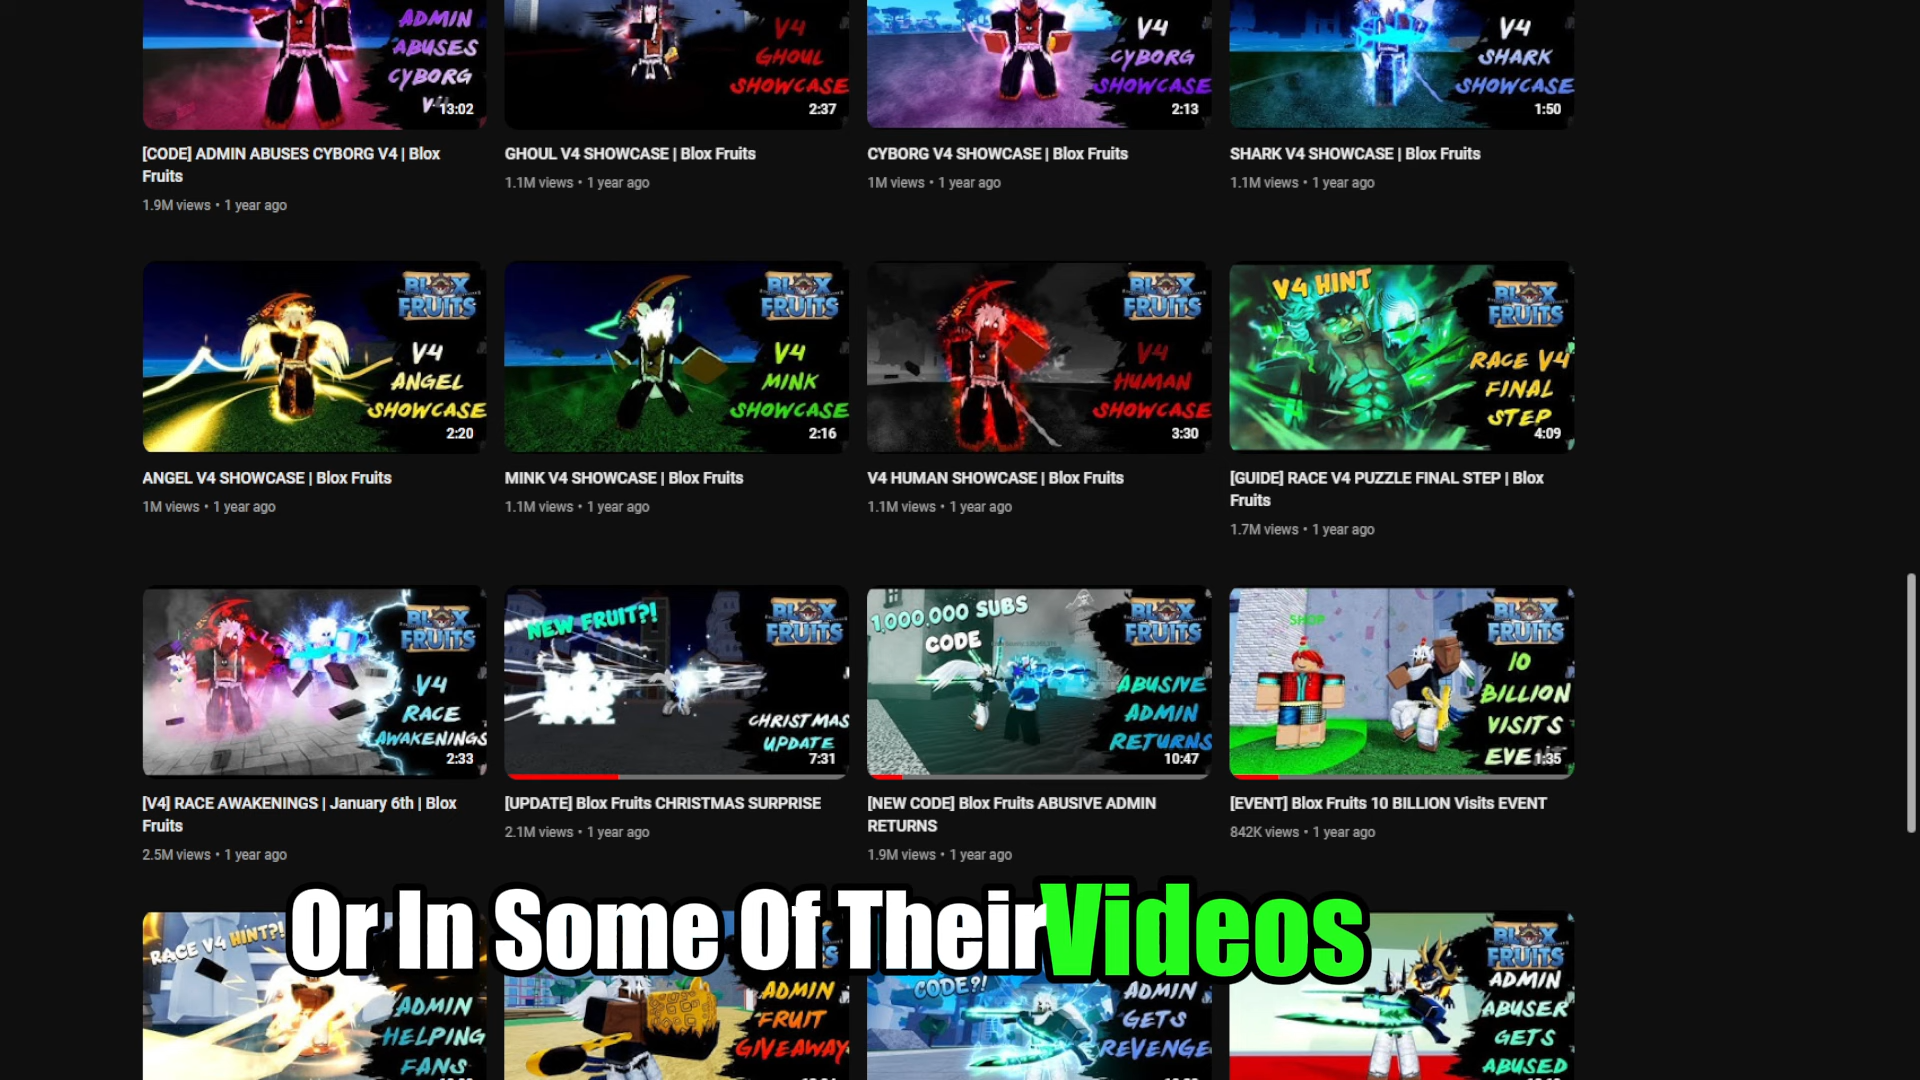 ADMIN
ABUSES
CYBORG
V4
13:02
V4
GHOUL
SHOWCASE
2:37
V4
CYBORG
SHOWCASE
2:13
V4
SHARK
SHOWCASE
1:50
[CODE] ADMIN ABUSES CYBORG V4 | Blox
Fruits
1.9M views • 1 year ago
GHOUL V4 SHOWCASE | Blox Fruits
1.1M views • 1 year ago
CYBORG V4 SHOWCASE | Blox Fruits
1M views • 1 year ago
SHARK V4 SHOWCASE | Blox Fruits
1.1M views • 1 year ago
BLOX
FRUITS
V4
ANGEL
SHOWCASE
2:20
BLOX
FRUITS
V4
MINK
SHOWCASE
2:16
BLOX
FRUITS
V4
HUMAN
SHOWCASE
3:30
V4 HINT
BLOX
FRUITS
RACE V4
FINAL
STEP
4:09
ANGEL V4 SHOWCASE | Blox Fruits
1M views • 1 year ago
MINK V4 SHOWCASE | Blox Fruits
1.1M views • 1 year ago
V4 HUMAN SHOWCASE | Blox Fruits
1.1M views • 1 year ago
[GUIDE] RACE V4 PUZZLE FINAL STEP | Blox
Fruits
1.7M views • 1 year ago
BLOX
FRUITS
V4
RACE
AWAKENINGS
2:33
NEW FRUIT?!
BLOX
FRUITS
CHRISTMAS
UPDATE
7:31
1,000,000 SUBS
CODE
BLOX
FRUITS
ABUSIVE
ADMIN
RETURNS
10:47
SHOP
BLOX
FRUITS
10
BILLION
VISITS
1:35
[V4] RACE AWAKENINGS | January 6th | Blox
Fruits
2.5M views • 1 year ago
[UPDATE] Blox Fruits CHRISTMAS SURPRISE
2.1M views • 1 year ago
[NEW CODE] Blox Fruits ABUSIVE ADMIN
RETURNS
1.9M views • 1 year ago
[EVENT] Blox Fruits 10 BILLION Visits EVENT
842K views • 1 year ago
Or In Some Of Their Videos
RACE V4 HINT?!
ADMIN
HELPING
FANS
ADMIN
FRUIT
GIVEAWAY
CODE?!
ADMIN
GETS
REVENGE
BLOX
FRUITS
ADMIN
ABUSER
GETS
ABUSED